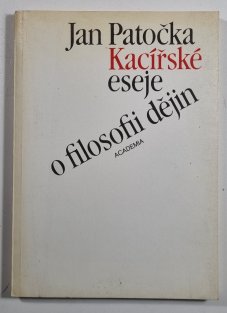 Jan Patočka
Kacířské
eseje
o filosofii dějin
ACADEMIA